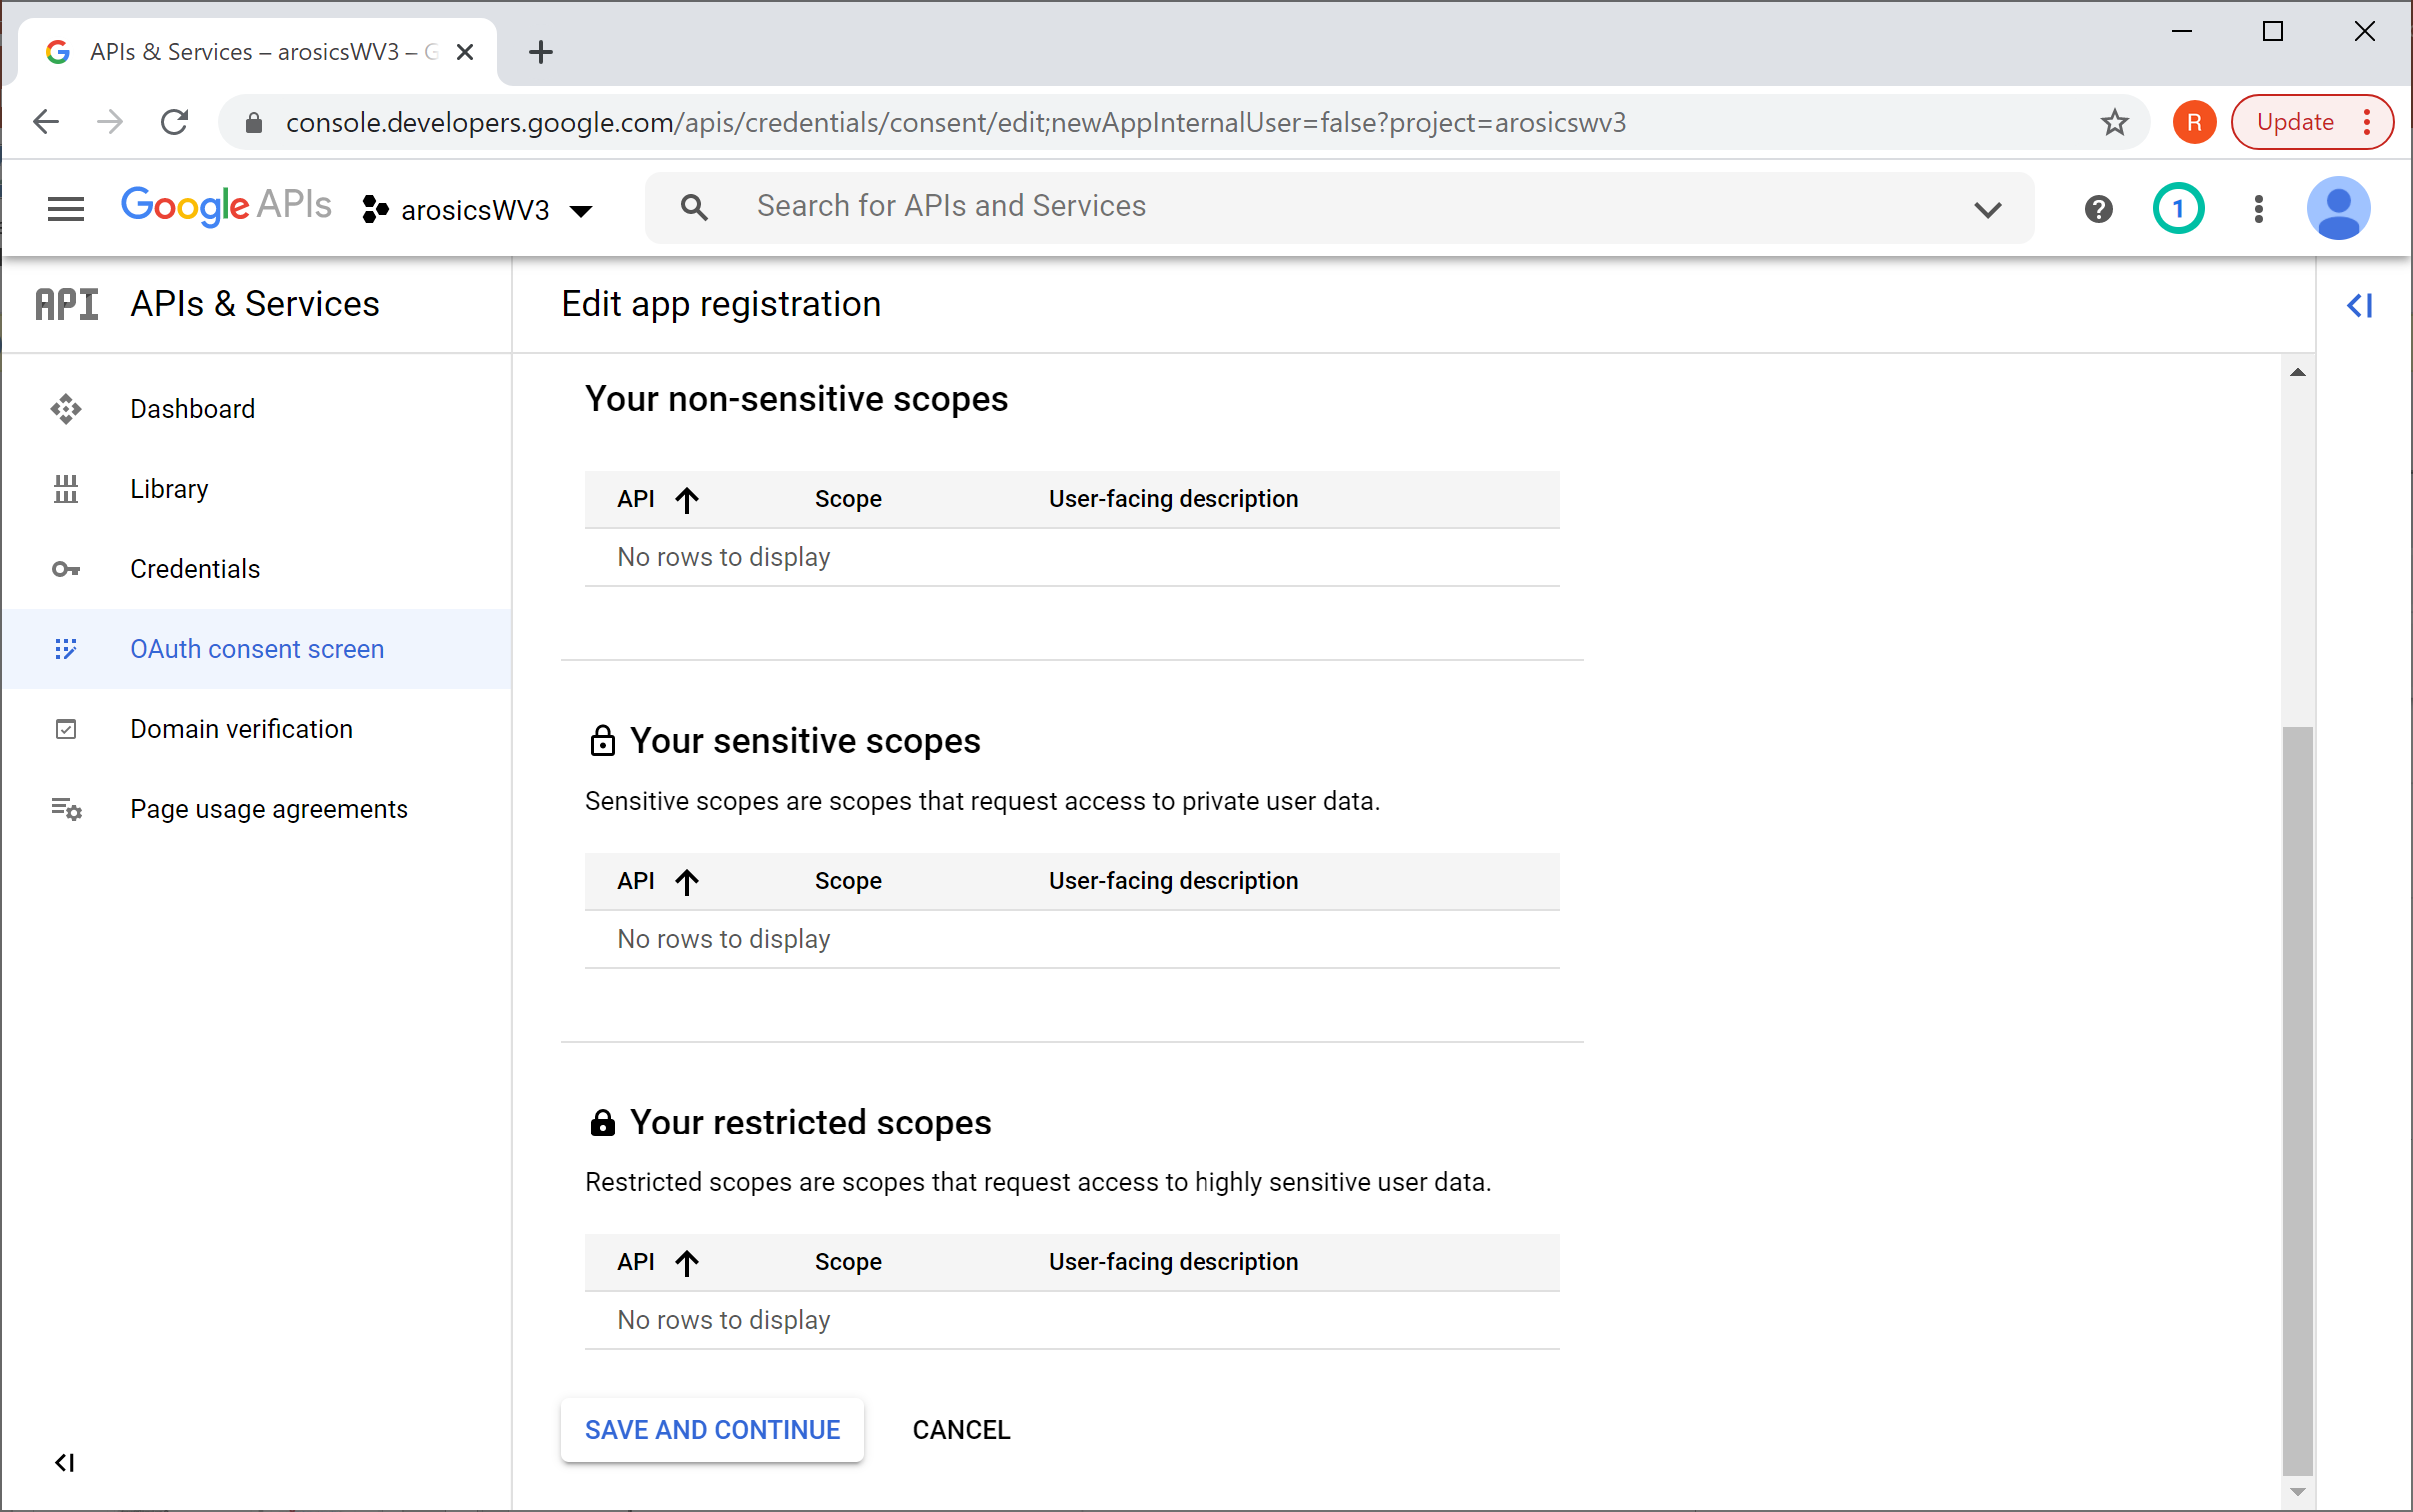 APIs & Services – arosicsWV3 – G
console.developers.google.com/apis/credentials/consent/edit;newAppInternalUser=false?project=arosicswv3
R
Update
Google APIs
arosicsWV3
Search for APIs and Services
1
API
APIs & Services
Edit app registration
Dashboard
Library
Credentials
OAuth consent screen
Domain verification
Page usage agreements
Your non-sensitive scopes
API Scope User-facing description
No rows to display
Your sensitive scopes
Sensitive scopes are scopes that request access to private user data.
API Scope User-facing description
No rows to display
Your restricted scopes
Restricted scopes are scopes that request access to highly sensitive user data.
API Scope User-facing description
No rows to display
SAVE AND CONTINUE CANCEL